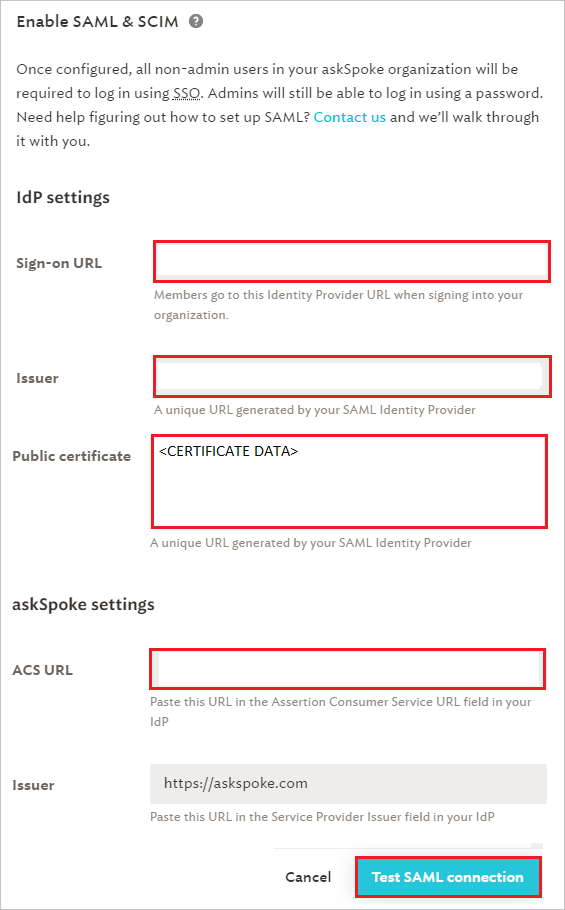 Enable SAML & SCIM ?
Once configured, all non-admin users in your askSpoke organization will be
required to log in using SSO. Admins will still be able to log in using a password.
Need help figuring out how to set up SAML? Contact us and we’ll walk through
it with you.
IdP settings
Sign-on URL
Members go to this Identity Provider URL when signing into your
organization.
Issuer
A unique URL generated by your SAML Identity Provider
Public certificate
<CERTIFICATE DATA>
A unique URL generated by your SAML Identity Provider
askSpoke settings
ACS URL
Paste this URL in the Assertion Consumer Service URL field in your
IdP
Issuer
https://askspoke.com
Paste this URL in the Service Provider Issuer field in your IdP
Cancel
Test SAML connection